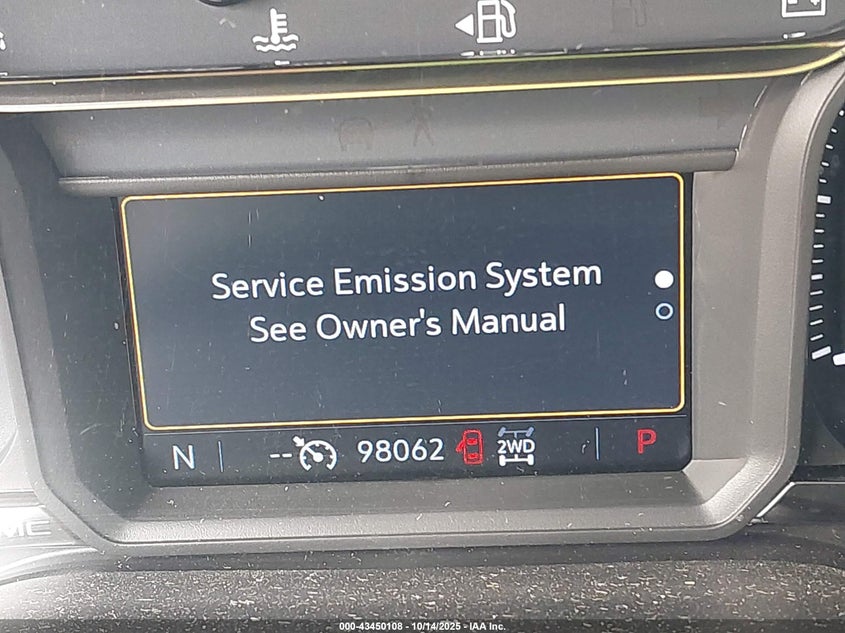 Service Emission System
See Owner's Manual
N -- 98062 2WD P
000-43450108 - 10/14/2025 - IAA Inc.